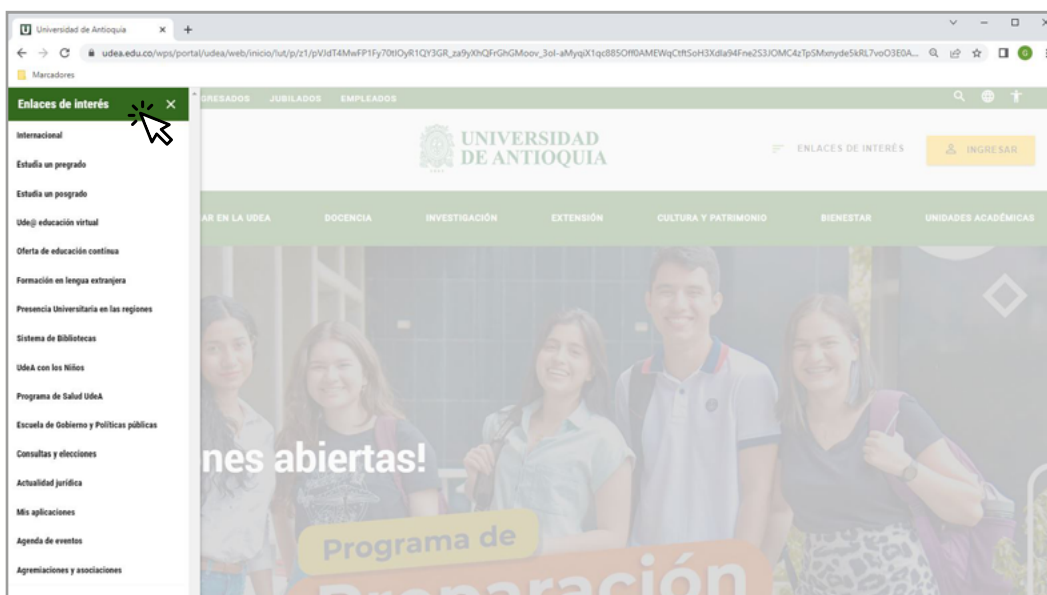 Universidad de Antioquia
udea.edu.co/wps/portal/udea/web/inicio/!ut/p/z1/
Marcadores
Enlaces de interés
GRESADOS JUBILADOS EMPLEADOS
Internacional
Estudia un pregrado
Estudia un posgrado
Ude@ educación virtual
Oferta de educación continua
Formación en lengua extranjera
Presencia Universitaria en las regiones
Sistema de Bibliotecas
UdeA con los Niños
Programa de Salud UdeA
Escuela de Gobierno y Políticas públicas
Consultas y elecciones
Actualidad jurídica
Mis aplicaciones
Agenda de eventos
Agremiaciones y asociaciones
UNIVERSIDAD
DE ANTIOQUIA
1803
ENLACES DE INTERÉS
INGRESAR
AR EN LA UDEA DOCENCIA INVESTIGACIÓN EXTENSIÓN CULTURA Y PATRIMONIO BIENESTAR UNIDADES ACADÉMICAS
nes abiertas!
Programa de
Preparación